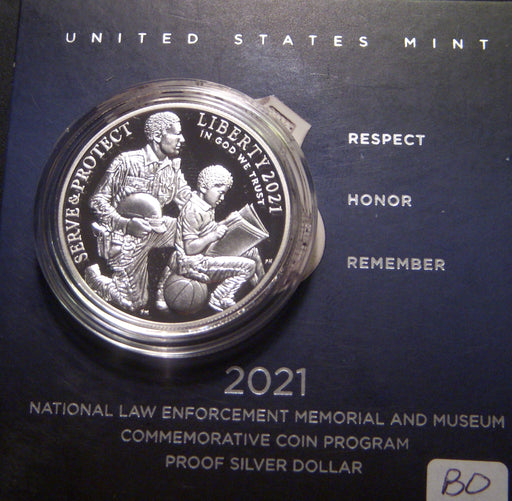 UNITED STATES MINT
SERVE & PROTECT
LIBERTY 2021
IN GOD WE TRUST
RESPECT
HONOR
REMEMBER
2021
NATIONAL LAW ENFORCEMENT MEMORIAL AND MUSEUM
COMMEMORATIVE COIN PROGRAM
PROOF SILVER DOLLAR
BO